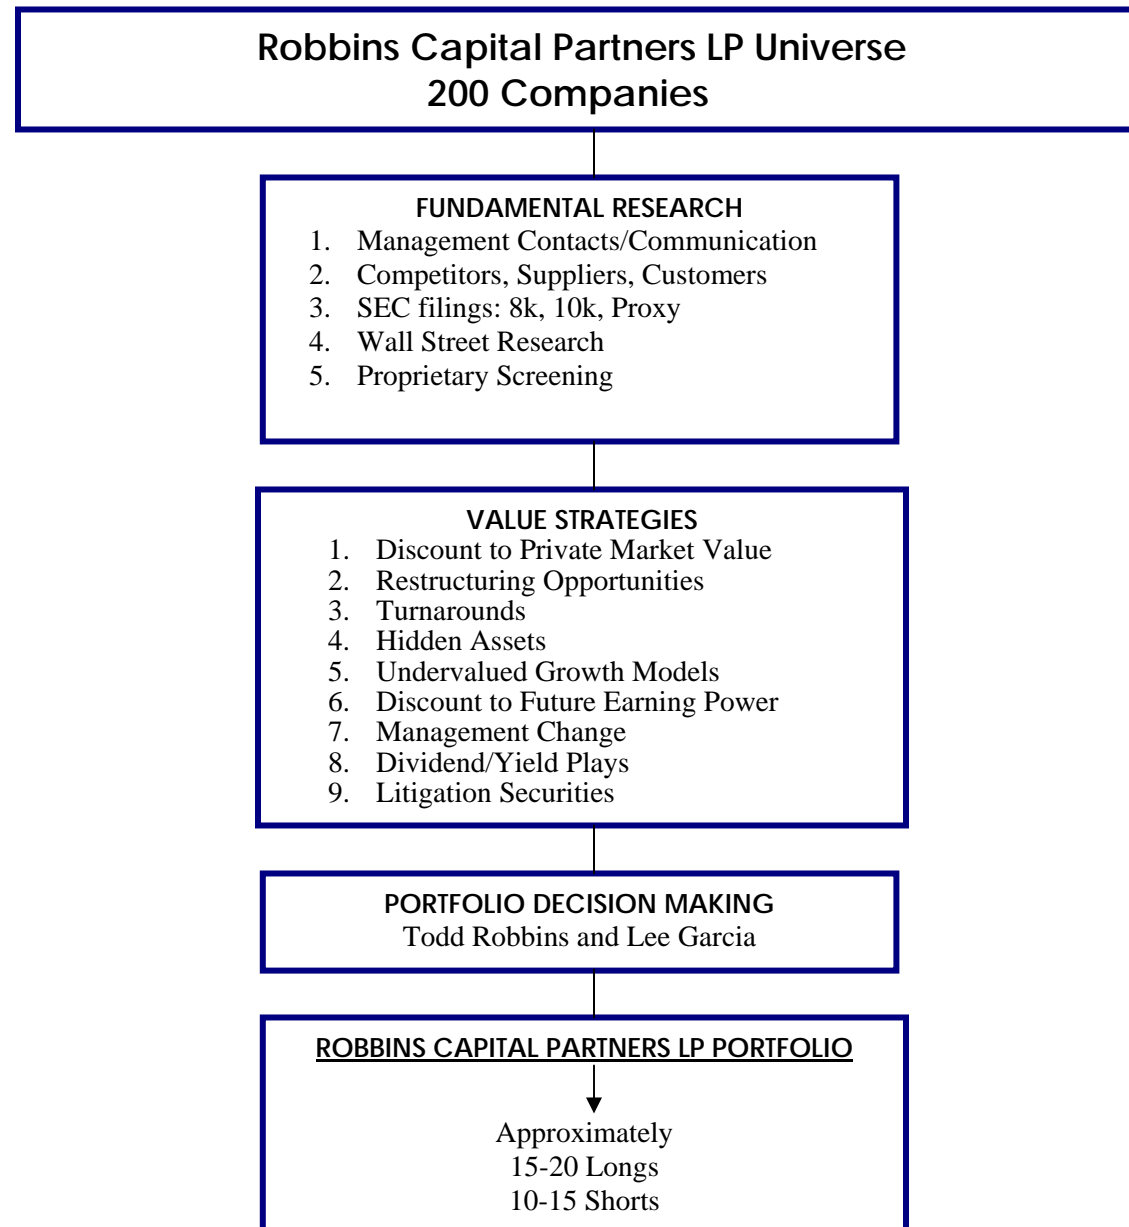 Robbins Capital Partners LP Universe
200 Companies
FUNDAMENTAL RESEARCH
1. Management Contacts/Communication
2. Competitors, Suppliers, Customers
3. SEC filings: 8k, 10k, Proxy
4. Wall Street Research
5. Proprietary Screening
VALUE STRATEGIES
1. Discount to Private Market Value
2. Restructuring Opportunities
3. Turnarounds
4. Hidden Assets
5. Undervalued Growth Models
6. Discount to Future Earning Power
7. Management Change
8. Dividend/Yield Plays
9. Litigation Securities
PORTFOLIO DECISION MAKING
Todd Robbins and Lee Garcia
ROBBINS CAPITAL PARTNERS LP PORTFOLIO
Approximately
15-20 Longs
10-15 Shorts